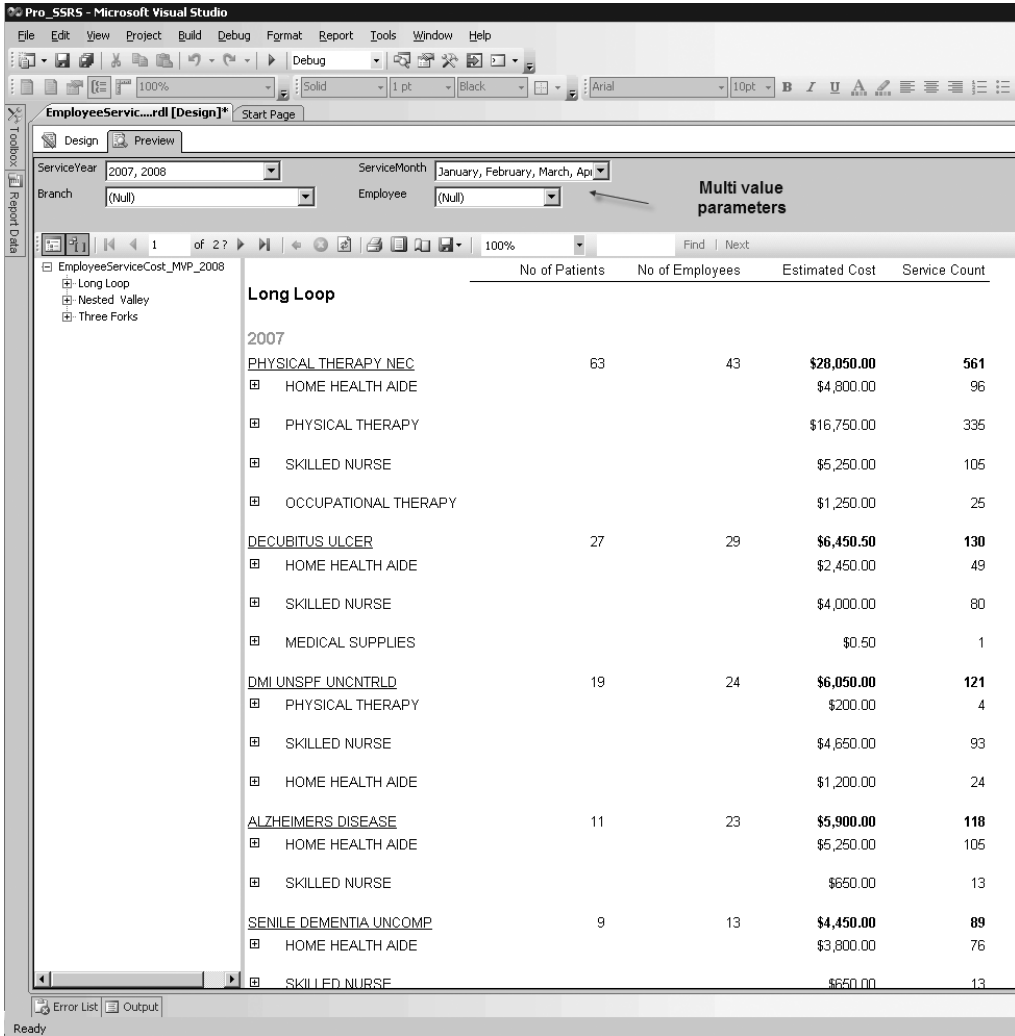 Pro_SSRS - Microsoft Visual Studio
File Edit View Project Build Debug Format Report Tools Window Help
Debug
100% Solid 1 pt Black Arial 10pt B I U A
EmployeeServic....rdl [Design]* Start Page
Toolbox
Report Data
Design Preview
ServiceYear 2007, 2008 ServiceMonth January, February, March, Apr
Branch (Null) Employee (Null)
Multi value
parameters
1 of 2 ? 100% Find | Next
EmployeeServiceCost_MVP_2008
Long Loop
Nested Valley
Three Forks
No of Patients No of Employees Estimated Cost Service Count
Long Loop
2007
PHYSICAL THERAPY NEC 63 43 $28,050.00 561
HOME HEALTH AIDE $4,800.00 96
PHYSICAL THERAPY $16,750.00 335
SKILLED NURSE $5,250.00 105
OCCUPATIONAL THERAPY $1,250.00 25
DECUBITUS ULCER 27 29 $6,450.50 130
HOME HEALTH AIDE $2,450.00 49
SKILLED NURSE $4,000.00 80
MEDICAL SUPPLIES $0.50 1
DMI UNSPF UNCNTRLD 19 24 $6,050.00 121
PHYSICAL THERAPY $200.00 4
SKILLED NURSE $4,650.00 93
HOME HEALTH AIDE $1,200.00 24
ALZHEIMERS DISEASE 11 23 $5,900.00 118
HOME HEALTH AIDE $5,250.00 105
SKILLED NURSE $650.00 13
SENILE DEMENTIA UNCOMP 9 13 $4,450.00 89
HOME HEALTH AIDE $3,800.00 76
SKILLED NURSE $650.00 13
Error List Output
Ready